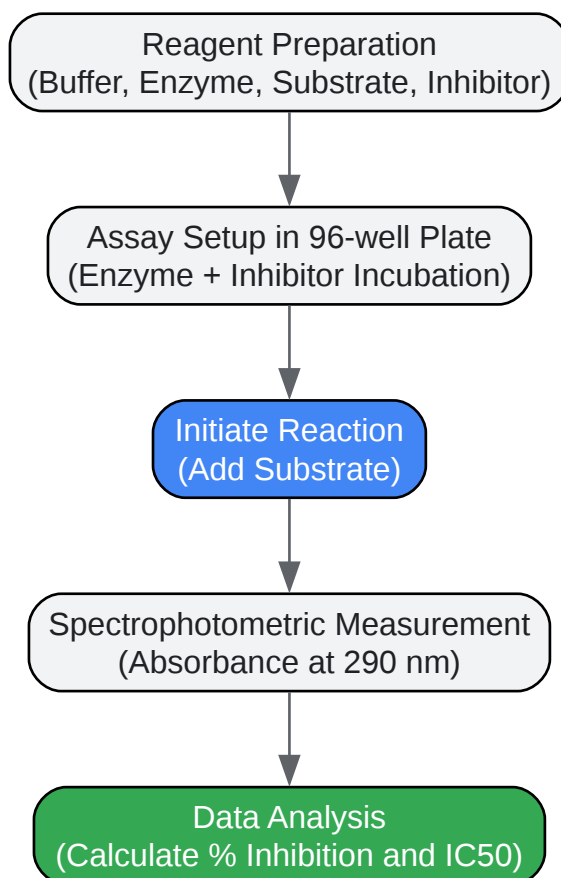 Reagent Preparation
(Buffer, Enzyme, Substrate, Inhibitor)
Assay Setup in 96-well Plate
(Enzyme + Inhibitor Incubation)
Initiate Reaction
(Add Substrate)
Spectrophotometric Measurement
(Absorbance at 290 nm)
Data Analysis
(Calculate % Inhibition and IC50)